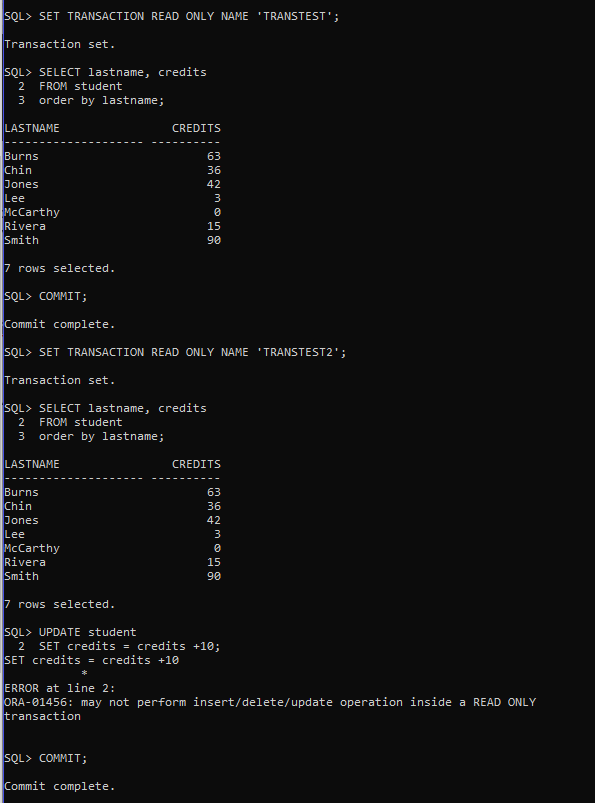 SQL> SET TRANSACTION READ ONLY NAME 'TRANSTEST';
Transaction set.
SQL> SELECT lastname, credits
  2  FROM student
  3  order by lastname;
LASTNAME                CREDITS
-------------------- ----------
Burns                        63
Chin                         36
Jones                        42
Lee                           3
McCarthy                      0
Rivera                       15
Smith                        90
7 rows selected.
SQL> COMMIT;
Commit complete.
SQL> SET TRANSACTION READ ONLY NAME 'TRANSTEST2';
Transaction set.
SQL> SELECT lastname, credits
  2  FROM student
  3  order by lastname;
LASTNAME                CREDITS
-------------------- ----------
Burns                        63
Chin                         36
Jones                        42
Lee                           3
McCarthy                      0
Rivera                       15
Smith                        90
7 rows selected.
SQL> UPDATE student
  2  SET credits = credits +10;
SET credits = credits +10
           *
ERROR at line 2:
ORA-01456: may not perform insert/delete/update operation inside a READ ONLY
transaction
SQL> COMMIT;
Commit complete.